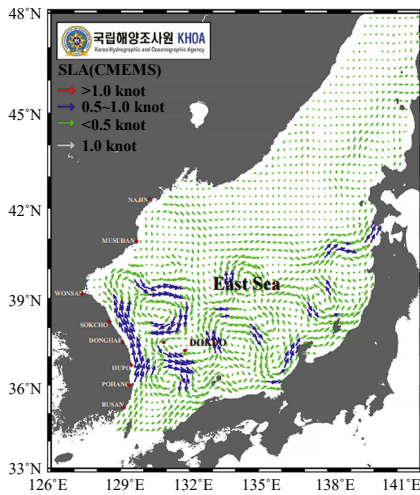 48°N
45°N
42°N
39°N
36°N
33°N
국립해양조사원 KHOA
Korea Hydrographic and Oceanographic Agency
SLA(CMEMS)
>1.0 knot
0.5~1.0 knot
<0.5 knot
1.0 knot
NAJIN
MUSUDAN
East Sea
WONSAN
SOKCHO
DONGHAE
DOKDO
HUPO
POHANG
BUSAN
126°E 129°E 132°E 135°E 138°E 141°E